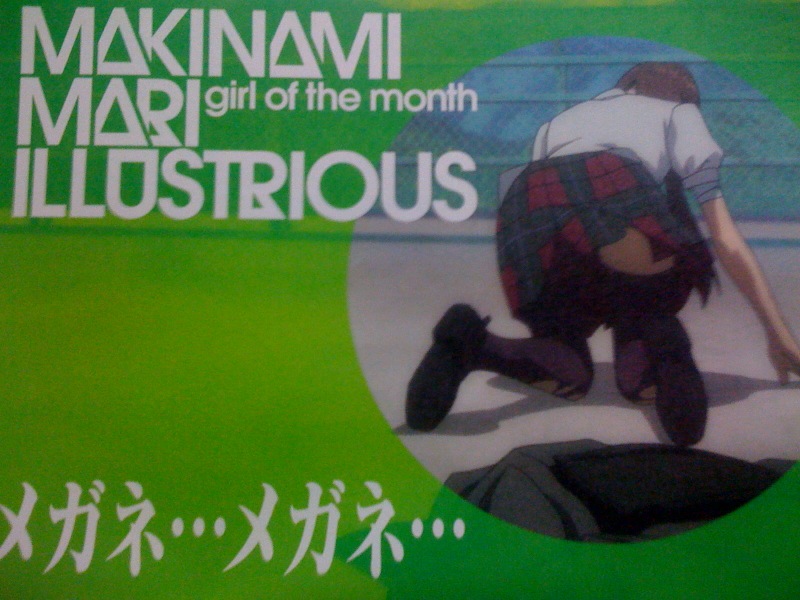 MAKINAMI
MARI girl of the month
ILLUSTRIOUS
メガネ…メガネ…